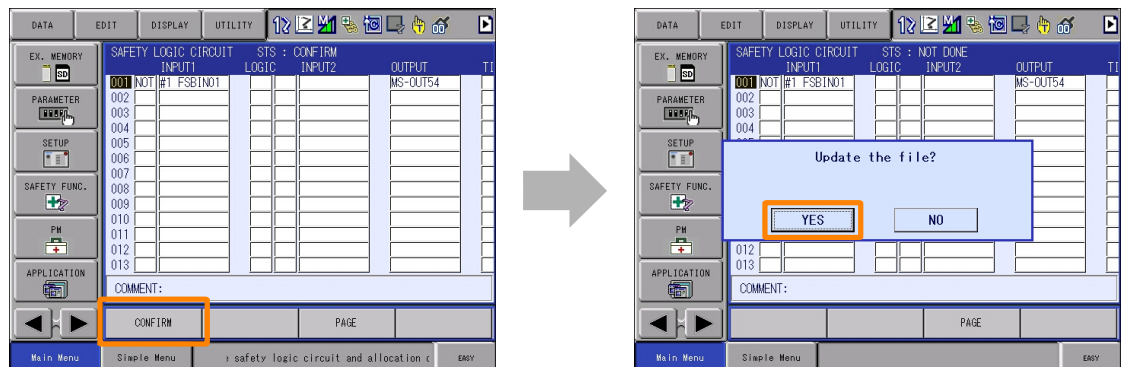 DATA EDIT DISPLAY UTILITY
EX. MEMORY
SD
PARAMETER
SETUP
SAFETY FUNC.
PM
APPLICATION
SAFETY LOGIC CIRCUIT STS : CONFIRM
INPUT1 LOGIC INPUT2 OUTPUT TI
001 NOT #1 FSBIN01 MS-OUT54
002
003
004
005
006
007
008
009
010
011
012
013
COMMENT:
CONFIRM PAGE
Main Menu Simple Menu safety logic circuit and allocation EASY
DATA EDIT DISPLAY UTILITY
EX. MEMORY
SD
PARAMETER
SETUP
SAFETY FUNC.
PM
APPLICATION
SAFETY LOGIC CIRCUIT STS : NOT DONE
INPUT1 LOGIC INPUT2 OUTPUT TI
001 NOT #1 FSBIN01 MS-OUT54
002
003
004
Update the file?
YES NO
012
013
COMMENT:
PAGE
Main Menu Simple Menu EASY